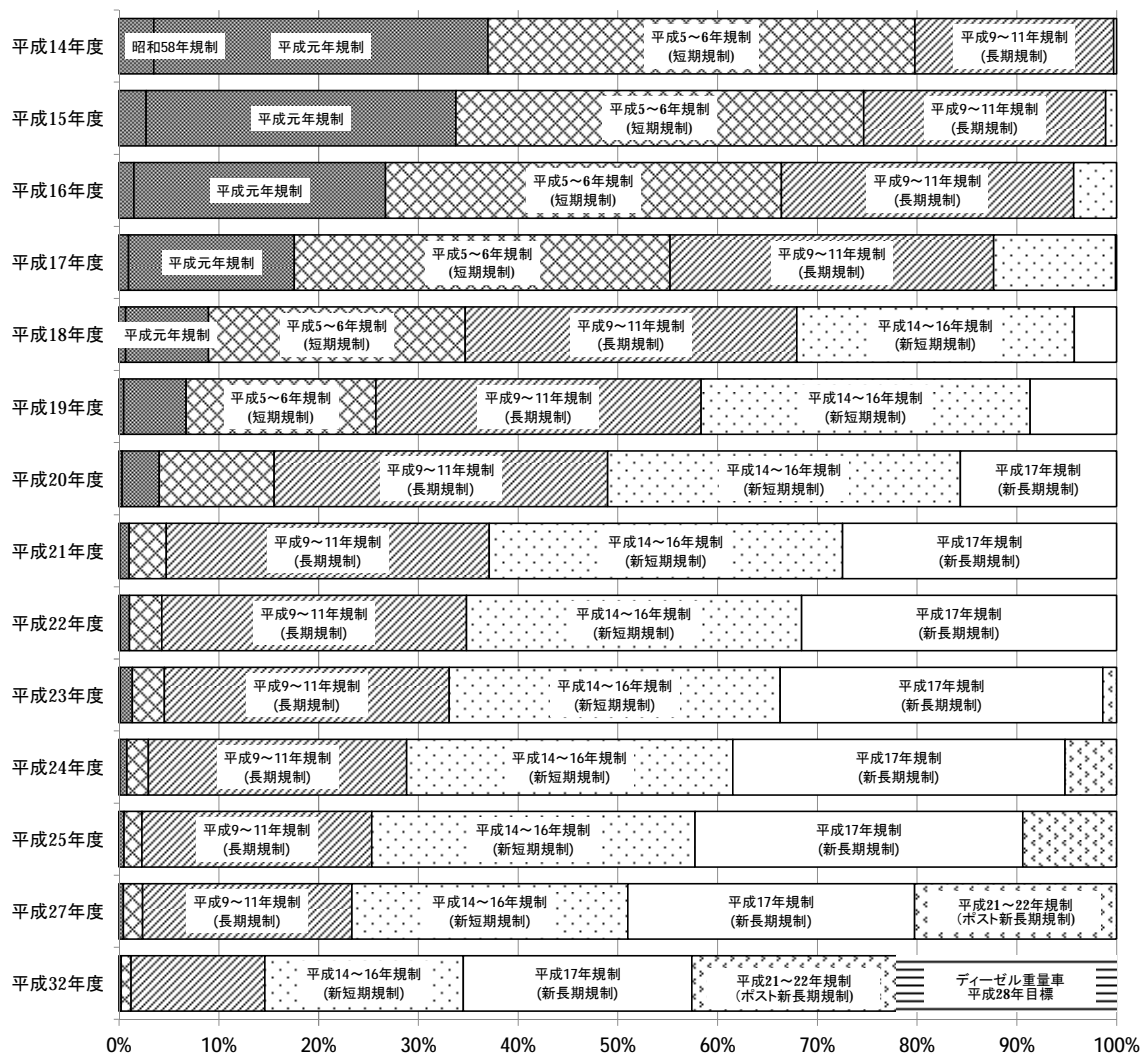 平成14年度
昭和58年規制
平成元年規制
平成5～6年規制
(短期規制)
平成9～11年規制
(長期規制)
平成15年度
平成元年規制
平成5～6年規制
(短期規制)
平成9～11年規制
(長期規制)
平成16年度
平成元年規制
平成5～6年規制
(短期規制)
平成9～11年規制
(長期規制)
平成17年度
平成元年規制
平成5～6年規制
(短期規制)
平成9～11年規制
(長期規制)
平成18年度
平成元年規制
平成5～6年規制
(短期規制)
平成9～11年規制
(長期規制)
平成14～16年規制
(新短期規制)
平成19年度
平成5～6年規制
(短期規制)
平成9～11年規制
(長期規制)
平成14～16年規制
(新短期規制)
平成20年度
平成9～11年規制
(長期規制)
平成14～16年規制
(新短期規制)
平成17年規制
(新長期規制)
平成21年度
平成9～11年規制
(長期規制)
平成14～16年規制
(新短期規制)
平成17年規制
(新長期規制)
平成22年度
平成9～11年規制
(長期規制)
平成14～16年規制
(新短期規制)
平成17年規制
(新長期規制)
平成23年度
平成9～11年規制
(長期規制)
平成14～16年規制
(新短期規制)
平成17年規制
(新長期規制)
平成24年度
平成9～11年規制
(長期規制)
平成14～16年規制
(新短期規制)
平成17年規制
(新長期規制)
平成25年度
平成9～11年規制
(長期規制)
平成14～16年規制
(新短期規制)
平成17年規制
(新長期規制)
平成27年度
平成9～11年規制
(長期規制)
平成14～16年規制
(新短期規制)
平成17年規制
(新長期規制)
平成21～22年規制
(ポスト新長期規制)
平成32年度
平成14～16年規制
(新短期規制)
平成17年規制
(新長期規制)
平成21～22年規制
(ポスト新長期規制)
ディーゼル重量車
平成28年目標
0% 10% 20% 30% 40% 50% 60% 70% 80% 90% 100%